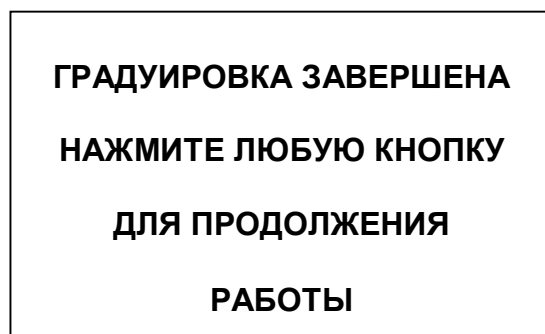 ГРАДУИРОВКА ЗАВЕРШЕНА
НАЖМИТЕ ЛЮБУЮ КНОПКУ
ДЛЯ ПРОДОЛЖЕНИЯ
РАБОТЫ